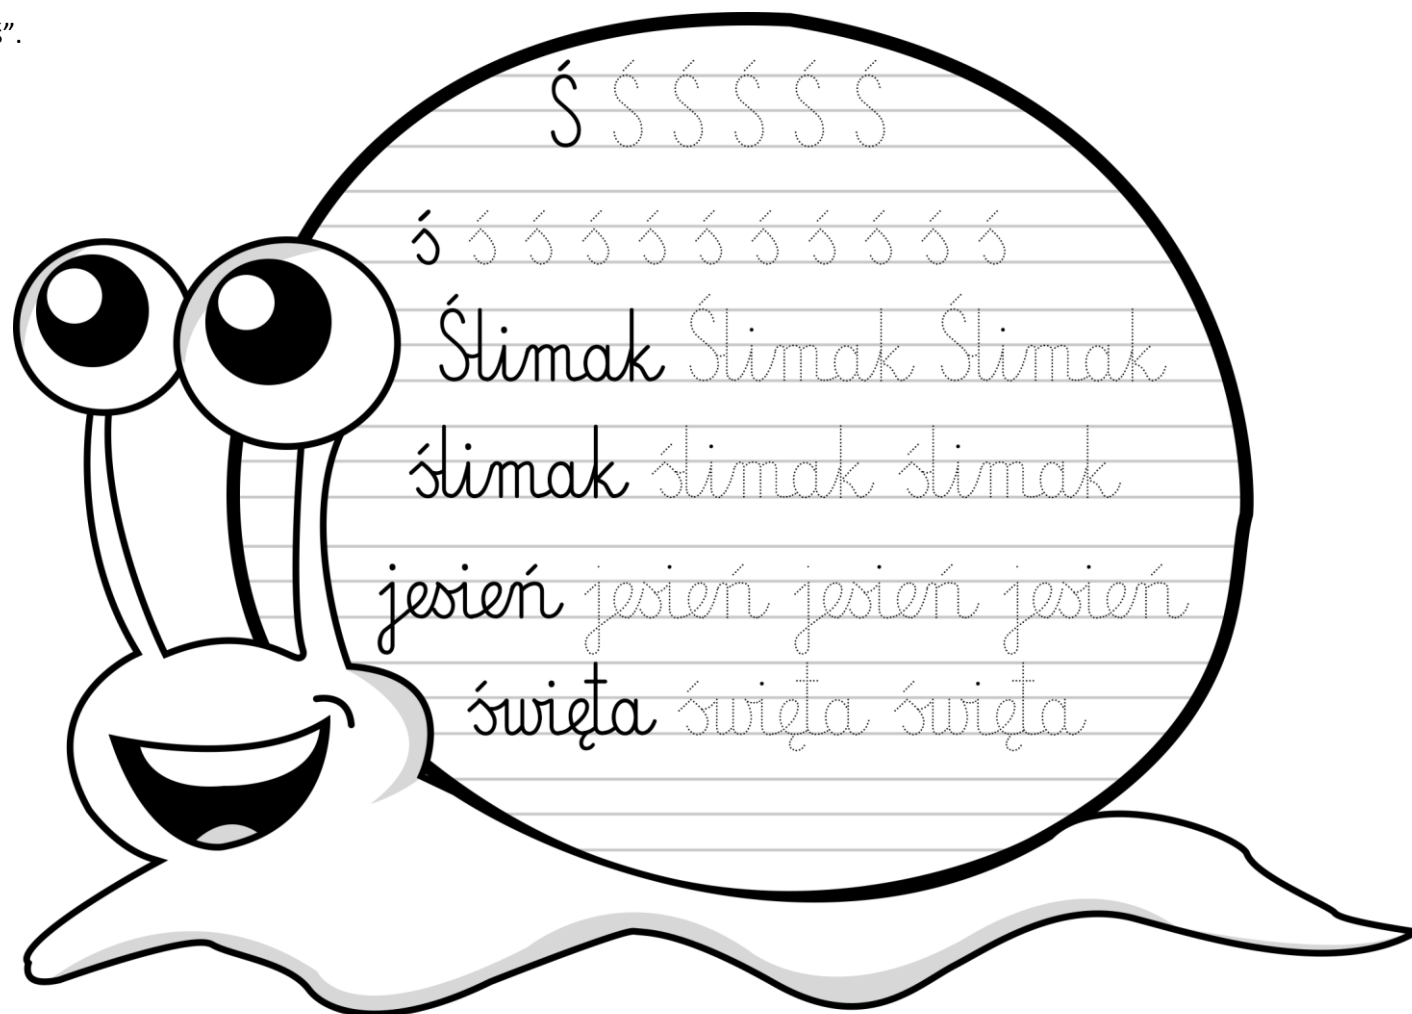 ś”.
Ś Ś Ś Ś Ś Ś
ś ś ś ś ś ś ś ś ś ś ś
Ślimak Ślimak Ślimak
ślimak ślimak ślimak
jesień jesień jesień jesień
święta święta święta